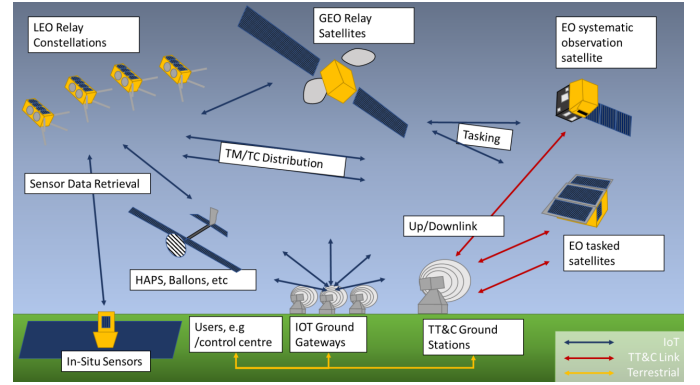 LEO Relay
Constellations
GEO Relay
Satellites
EO systematic
observation
satellite
Tasking
TM/TC Distribution
Sensor Data Retrieval
Up/Downlink
HAPS, Ballons, etc
EO tasked
satellites
Users, e.g
/control centre
IOT Ground
Gateways
TT&C Ground
Stations
In-Situ Sensors
IoT
TT&C Link
Terrestrial